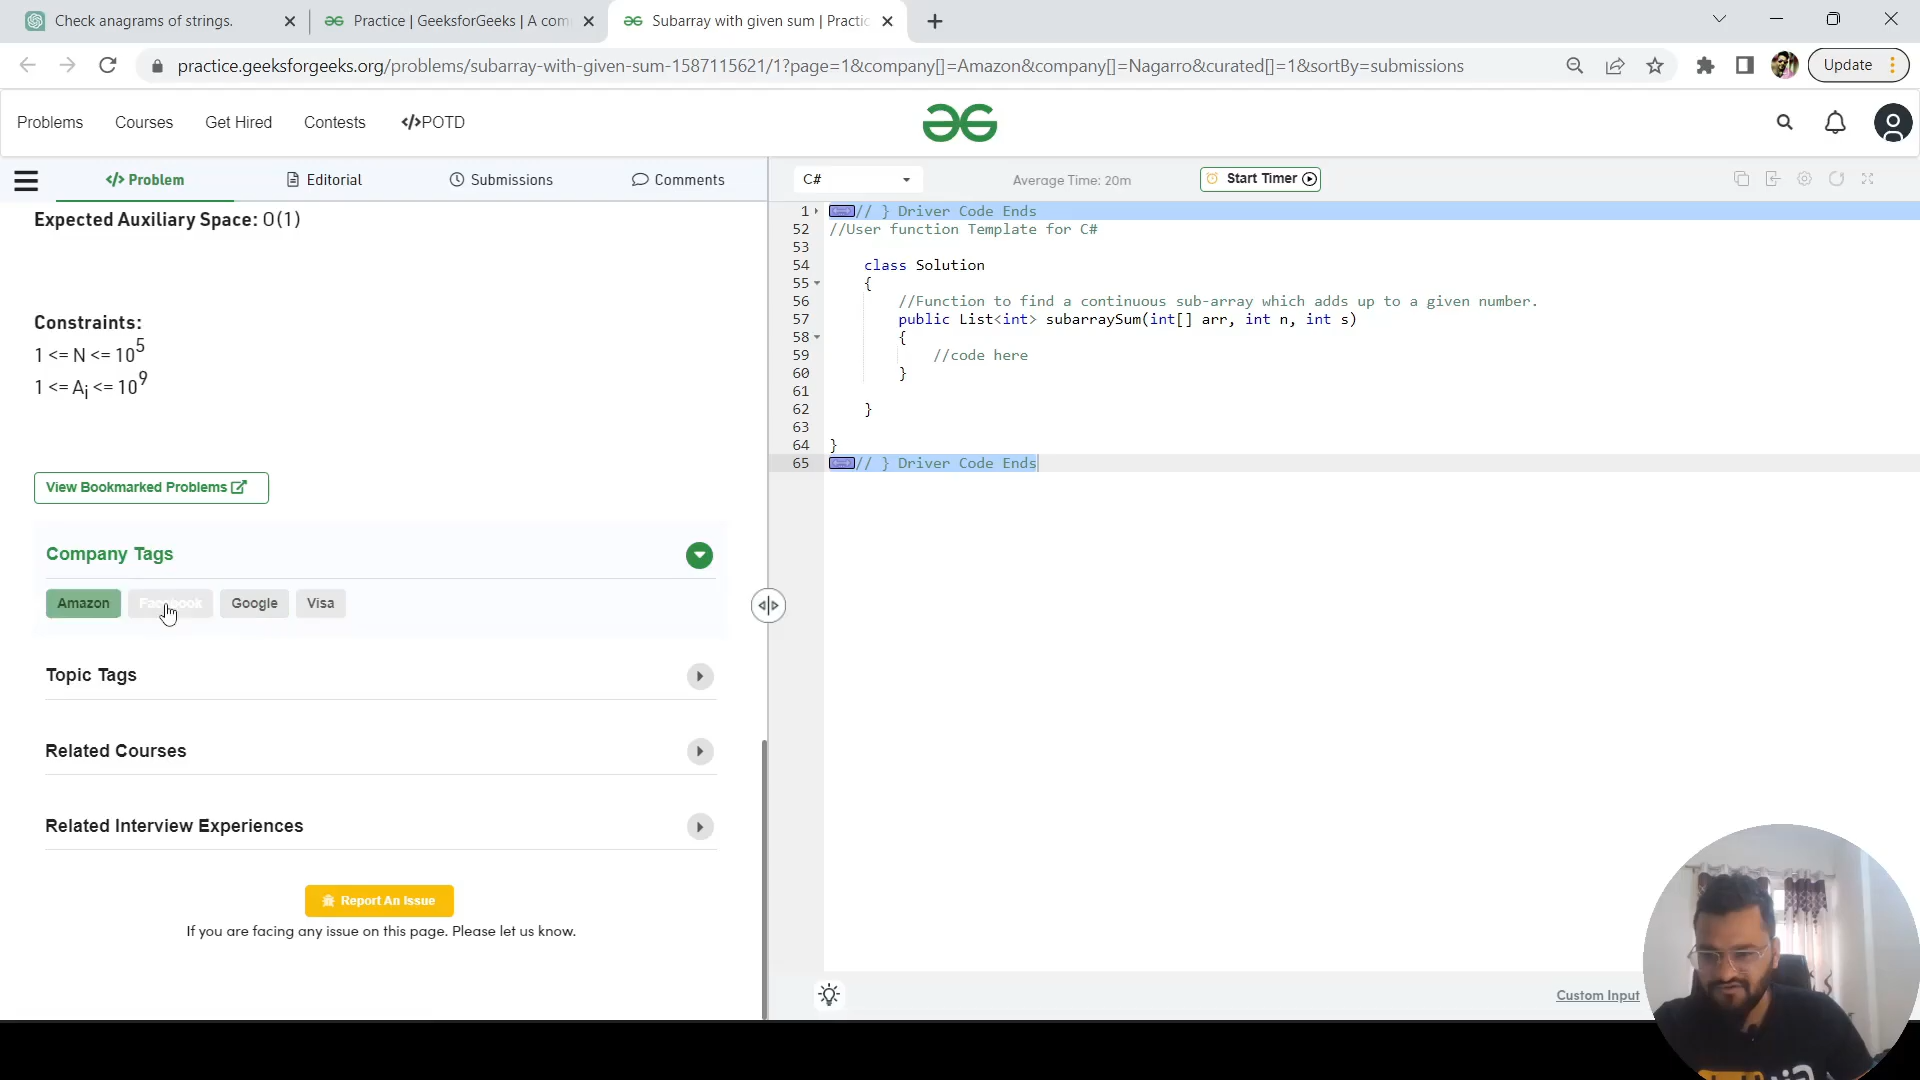 Check anagrams of strings.
Practice | GeeksforGeeks | A com
Subarray with given sum | Practic
practice.geeksforgeeks.org/problems/subarray-with-given-sum-1587115621/1?page=1&company[]=Amazon&company[]=Nagarro&curated[]=1&sortBy=submissions
Update
Problems
Courses
Get Hired
Contests
</>POTD
</> Problem
Editorial
Submissions
Comments
C#
Average Time: 20m
Start Timer
Expected Auxiliary Space: O(1)
Constraints:
1 <= N <= 10⁵
1 <= Aᵢ <= 10⁹
View Bookmarked Problems
Company Tags
Amazon
Facebook
Google
Visa
Topic Tags
Related Courses
Related Interview Experiences
Report An Issue
If you are facing any issue on this page. Please let us know.
1 // } Driver Code Ends
52 //User function Template for C#
53
54 class Solution
55 {
56 //Function to find a continuous sub-array which adds up to a given number.
57 public List<int> subarraySum(int[] arr, int n, int s)
58 {
59 //code here
60 }
61
62 }
63
64 }
65 // } Driver Code Ends
Custom Input